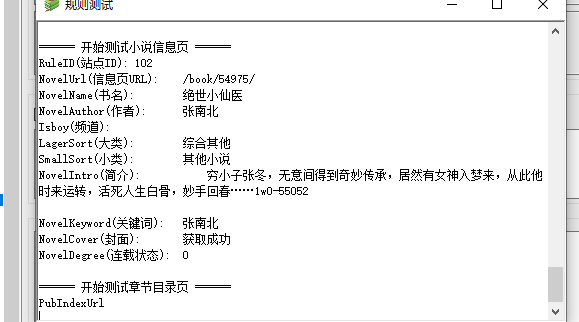 规则测试
═════ 开始测试小说信息页 ═════
RuleID(站点ID): 102
NovelUrl(信息页URL): /book/54975/
NovelName(书名): 绝世小仙医
NovelAuthor(作者): 张南北
Isboy(频道):
LagerSort(大类): 综合其他
SmallSort(小类): 其他小说
NovelIntro(简介): 穷小子张冬，无意间得到奇妙传承，居然有女神入梦来，从此他
时来运转，活死人生白骨，妙手回春……1w0-55052
NovelKeyword(关键词): 张南北
NovelCover(封面): 获取成功
NovelDegree(连载状态): 0
═════ 开始测试章节目录页 ═════
PubIndexUrl